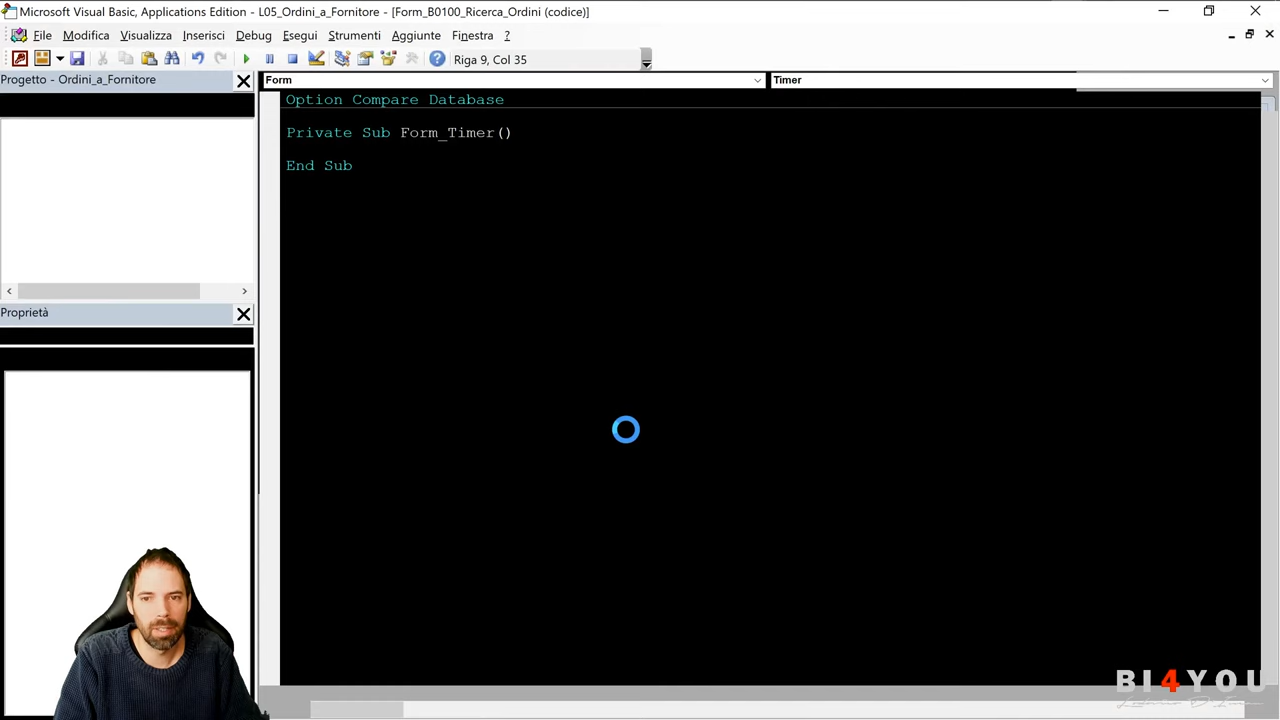 Microsoft Visual Basic, Applications Edition - L05_Ordini_a_Fornitore - [Form_B0100_Ricerca_Ordini (codice)]
File Modifica Visualizza Inserisci Debug Esegui Strumenti Aggiunte Finestra ?
Riga 9, Col 35
Progetto - Ordini_a_Fornitore
Form
Timer
Option Compare Database
Private Sub Form_Timer()
End Sub
Proprietà
BI4YOU